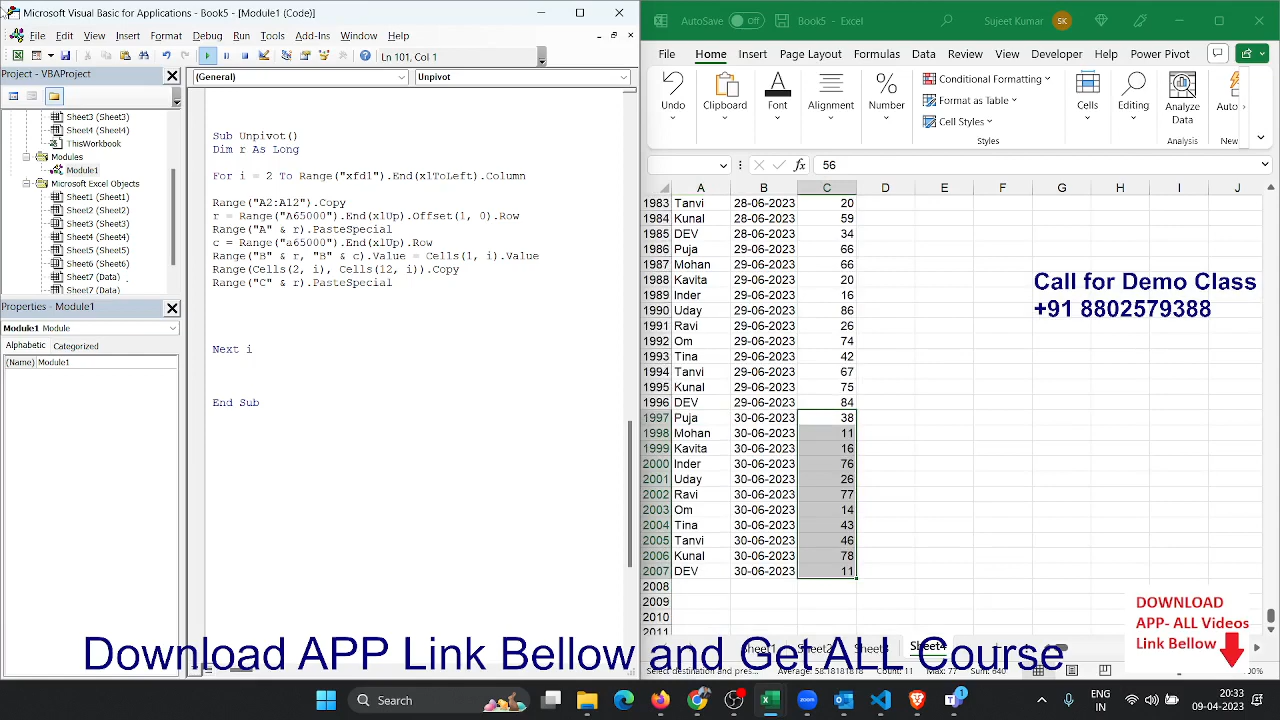 Microsoft Visual Basic for Applications - Book5 - [Module1 (Code)]
File Edit View Insert Format Debug Run Tools Add-Ins Window Help
Ln 101, Col 1
Project - VBAProject
Sheet3 (Sheet3)
Sheet4 (Sheet4)
ThisWorkbook
Modules
Module1
Microsoft Excel Objects
Sheet1 (Sheet1)
Sheet2 (Sheet2)
Sheet3 (Sheet3)
Sheet4 (Sheet4)
Sheet5 (Sheet5)
Sheet6 (Sheet6)
Sheet7 (Data)
Sheet7 (Data)
Properties - Module1
Module1 Module
Alphabetic Categorized
(Name) Module1
(General) Unpivot
Sub Unpivot()
Dim r As Long
For i = 2 To Range("xfd1").End(xlToLeft).Column
Range("A2:A12").Copy
r = Range("A65000").End(xlUp).Offset(1, 0).Row
Range("A" & r).PasteSpecial
c = Range("a65000").End(xlUp).Row
Range("B" & r, "B" & c).Value = Cells(1, i).Value
Range(Cells(2, i), Cells(12, i)).Copy
Range("C" & r).PasteSpecial
Next i
End Sub
AutoSave Off Book5 - Excel Sujeet Kumar SK
File Home Insert Page Layout Formulas Data Review View Developer Help Power Pivot
Undo Clipboard Font Alignment Number
Conditional Formatting
Format as Table
Cell Styles
Styles
Cells Editing Analyze Data
Analysis
fx 56
A B C D E F G H I J
1983 Tanvi 28-06-2023 20
1984 Kunal 28-06-2023 59
1985 DEV 28-06-2023 34
1986 Puja 29-06-2023 66
1987 Mohan 29-06-2023 66
1988 Kavita 29-06-2023 20
1989 Inder 29-06-2023 16
1990 Uday 29-06-2023 86
1991 Ravi 29-06-2023 26
1992 Om 29-06-2023 74
1993 Tina 29-06-2023 42
1994 Tanvi 29-06-2023 67
1995 Kunal 29-06-2023 75
1996 DEV 29-06-2023 84
1997 Puja 30-06-2023 38
1998 Mohan 30-06-2023 11
1999 Kavita 30-06-2023 16
2000 Inder 30-06-2023 76
2001 Uday 30-06-2023 26
2002 Ravi 30-06-2023 77
2003 Om 30-06-2023 14
2004 Tina 30-06-2023 43
2005 Tanvi 30-06-2023 46
2006 Kunal 30-06-2023 78
2007 DEV 30-06-2023 11
2008
2009
2010
2011
Call for Demo Class
+91 8802579388
DOWNLOAD
APP- ALL Videos
Link Bellow
Download APP Link Bellow and Get ALL Course
Search
ENG
IN
20:33
09-04-2023